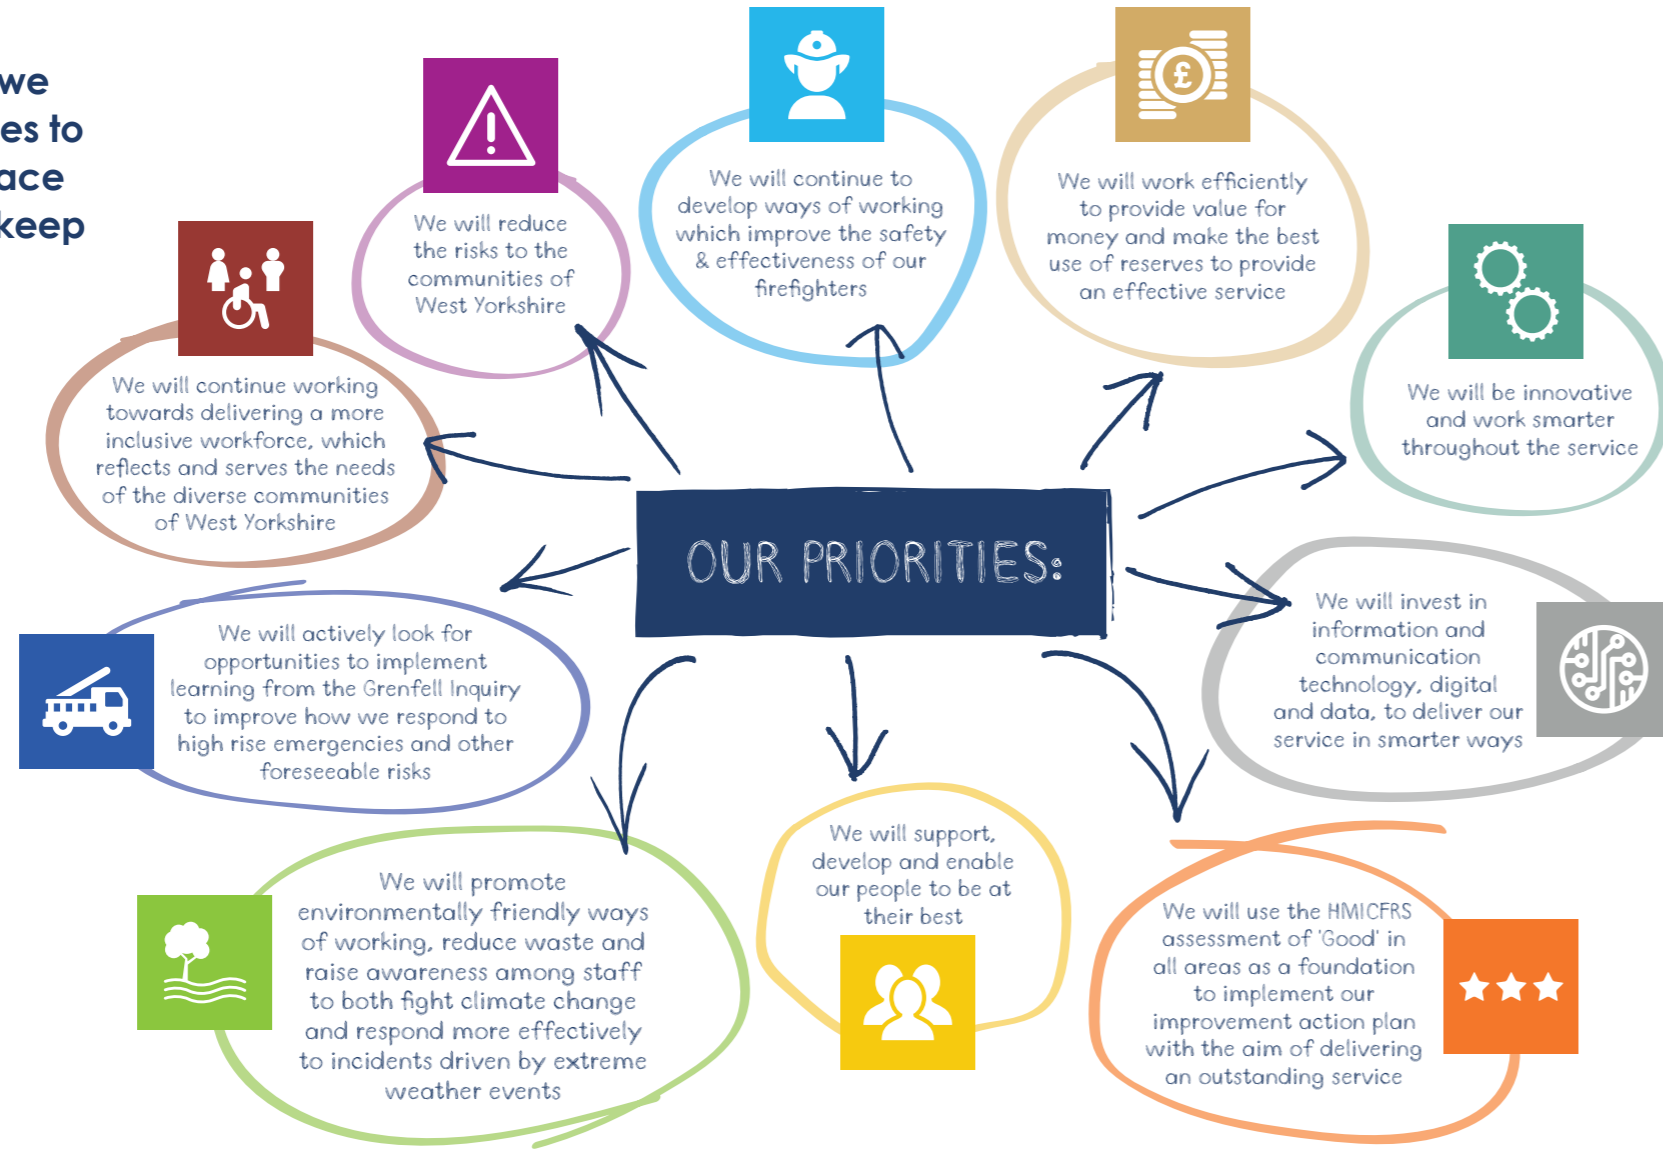 we
es to
ace
keep
We will reduce
the risks to the
communities of
West Yorkshire
We will continue to
develop ways of working
which improve the safety
& effectiveness of our
firefighters
£
We will work efficiently
to provide value for
money and make the best
use of reserves to provide
an effective service
We will continue working
towards delivering a more
inclusive workforce, which
reflects and serves the needs
of the diverse communities
of West Yorkshire
We will be innovative
and work smarter
throughout the service
OUR PRIORITIES:
We will actively look for
opportunities to implement
learning from the Grenfell Inquiry
to improve how we respond to
high rise emergencies and other
foreseeable risks
We will invest in
information and
communication
technology, digital
and data, to deliver our
service in smarter ways
We will promote
environmentally friendly ways
of working, reduce waste and
raise awareness among staff
to both fight climate change
and respond more effectively
to incidents driven by extreme
weather events
We will support,
develop and enable
our people to be at
their best
We will use the HMICFRS
assessment of 'Good' in
all areas as a foundation
to implement our
improvement action plan
with the aim of delivering
an outstanding service